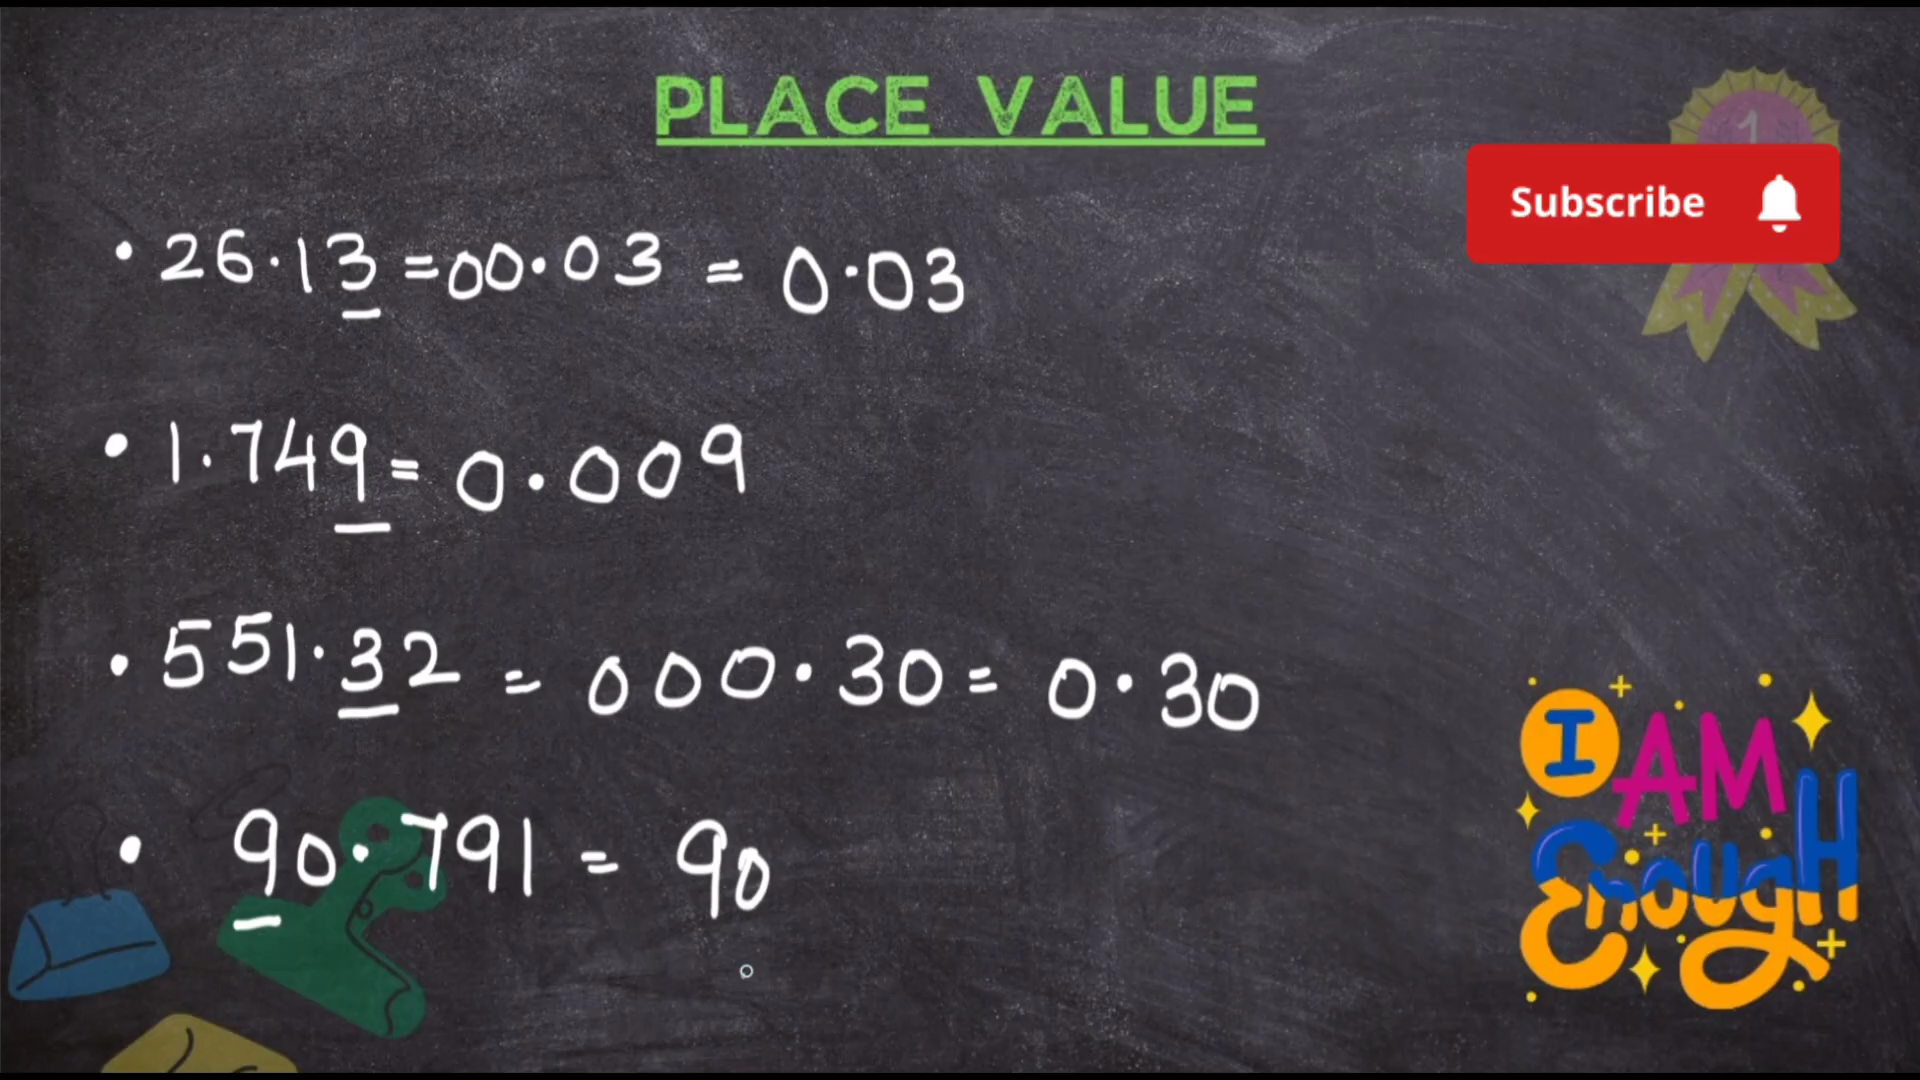 PLACE VALUE
1
Subscribe
• 26.13 = 00.03 = 0.03
• 1.749 = 0.009
• 551.32 = 000.30 = 0.30
• 90.791 = 90
I AM
Enough